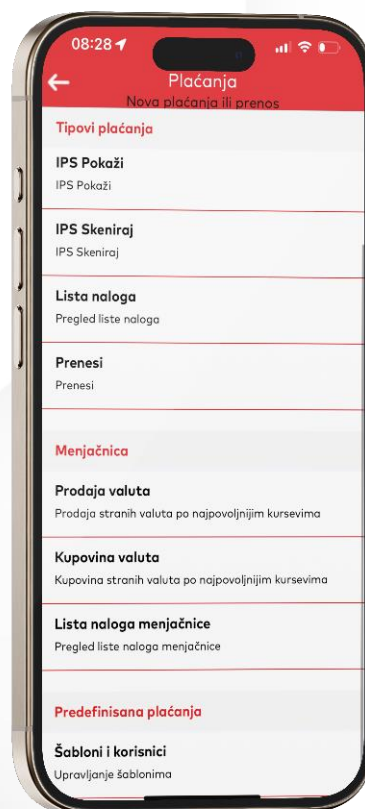 08:28
Plaćanja
Nova plaćanja ili prenos
Tipovi plaćanja
IPS Pokaži
IPS Pokaži
IPS Skeniraj
IPS Skeniraj
Lista naloga
Pregled liste naloga
Prenesi
Prenesi
Menjačnica
Prodaja valuta
Prodaja stranih valuta po najpovoljnijim kursevima
Kupovina valuta
Kupovina stranih valuta po najpovoljnijim kursevima
Lista naloga menjačnice
Pregled liste naloga menjačnice
Predefinisana plaćanja
Šabloni i korisnici
Upravljanje šablonima